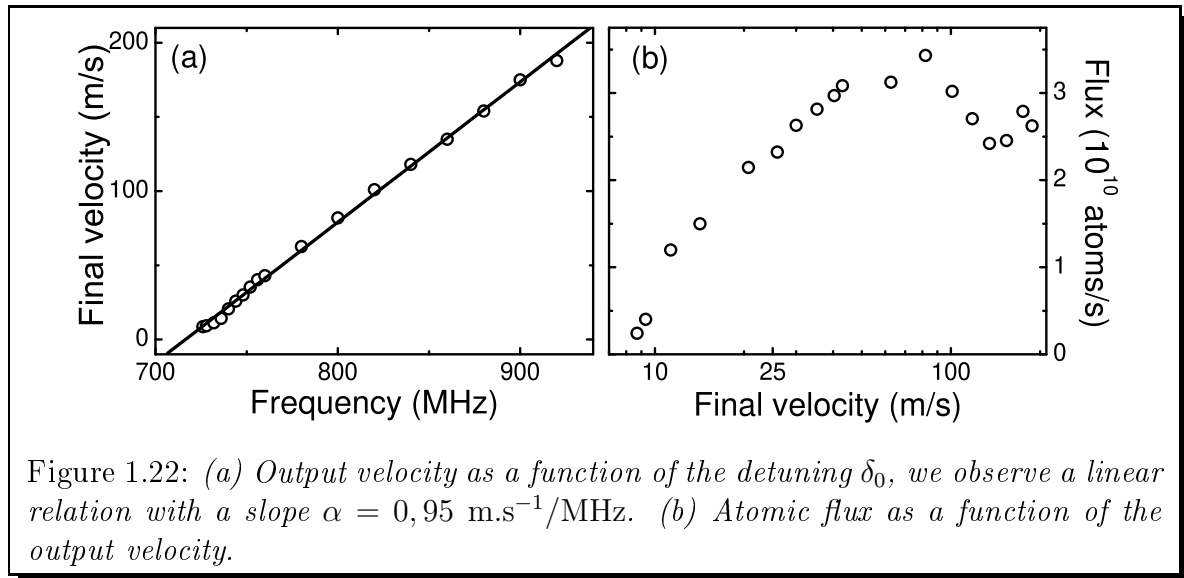 (a)
Final velocity (m/s)
200
100
0
700
800
900
Frequency (MHz)
(b)
Flux (10^10 atoms/s)
3
2
1
0
10
25
100
Final velocity (m/s)
Figure 1.22: (a) Output velocity as a function of the detuning δ₀, we observe a linear
relation with a slope α = 0,95 m.s⁻¹/MHz. (b) Atomic flux as a function of the
output velocity.